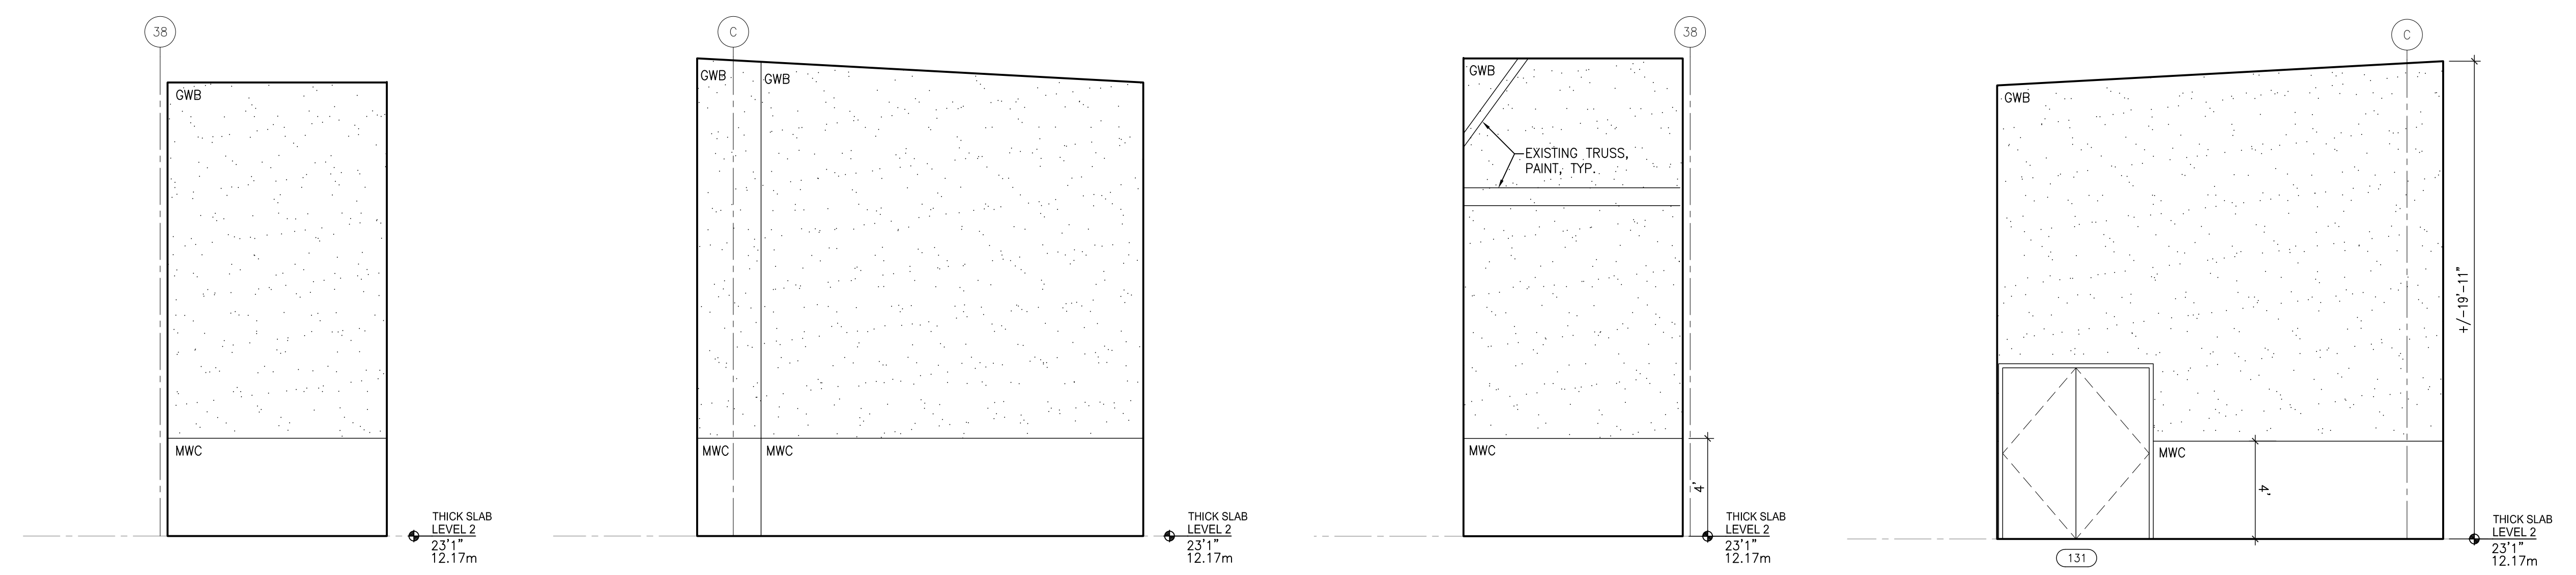 38
GWB
MWC
THICK SLAB
LEVEL 2
23'1"
12.17m
C
GWB
GWB
MWC
MWC
THICK SLAB
LEVEL 2
23'1"
12.17m
38
GWB
EXISTING TRUSS,
PAINT, TYP.
MWC
4'
THICK SLAB
LEVEL 2
23'1"
12.17m
C
GWB
+/-19'-11"
MWC
4'
131
THICK SLAB
LEVEL 2
23'1"
12.17m